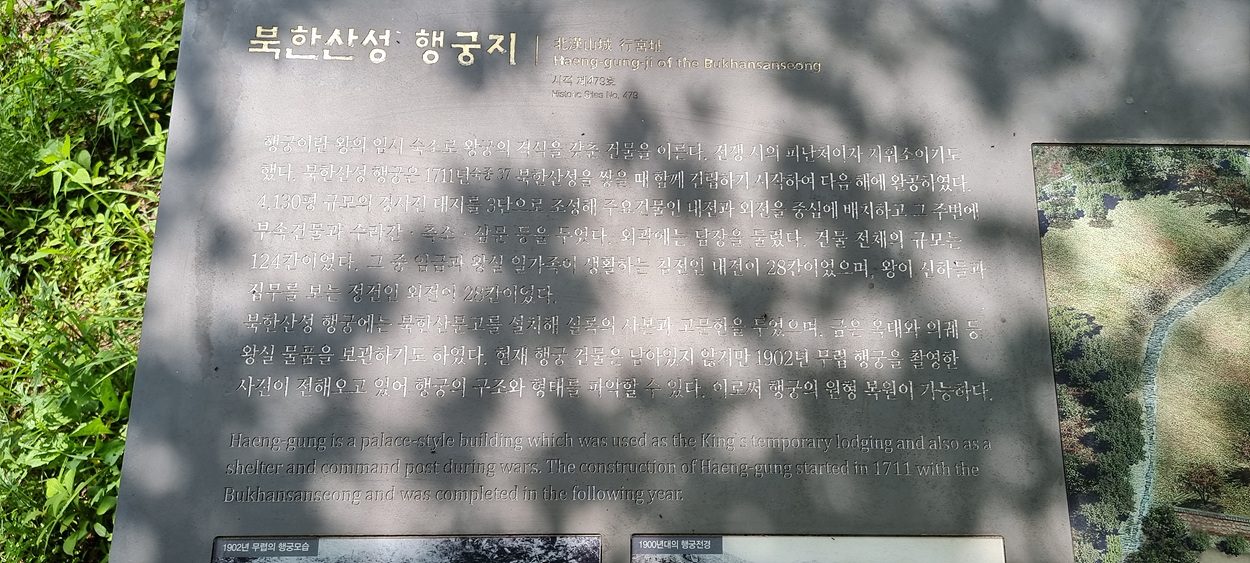 북한산성 행궁지
北漢山城 行宮址
Haeng-gung-ji of the Bukhansanseong
사적 제479호
Historic Sites No. 479
행궁이란 왕의 임시 숙소로 왕궁의 격식을 갖춘 건물을 이른다. 전쟁 시의 피난처이자 지휘소이기도
했다. 북한산성 행궁은 1711년숙종 37 북한산성을 쌓을 때 함께 건립하기 시작하여 다음 해에 완공하였다.
4,130평 규모의 경사진 대지를 3단으로 조성해 주요건물인 내전과 외전을 중심에 배치하고 그 주변에
부속건물과 수라간 · 측소 · 삼문 등을 두었다. 외곽에는 담장을 둘렀다. 건물 전체의 규모는
124칸이었다. 그 중 임금과 왕실 일가족이 생활하는 침전인 내전이 28칸이었으며, 왕이 신하들과
집무를 보는 정전인 외전이 28칸이었다.
북한산성 행궁에는 북한산문고를 설치해 실록의 사본과 고문헌을 두었으며, 금은 옥대와 의궤 등
왕실 물품을 보관하기도 하였다. 현재 행궁 건물은 남아있지 않지만 1902년 무렵 행궁을 촬영한
사진이 전해오고 있어 행궁의 구조와 형태를 파악할 수 있다. 이로써 행궁의 원형 복원이 가능하다.
Haeng-gung is a palace-style building which was used as the King's temporary lodging and also as a
shelter and command post during wars. The construction of Haeng-gung started in 1711 with the
Bukhansanseong and was completed in the following year.
1902년 무렵의 행궁모습
1900년대의 행궁전경